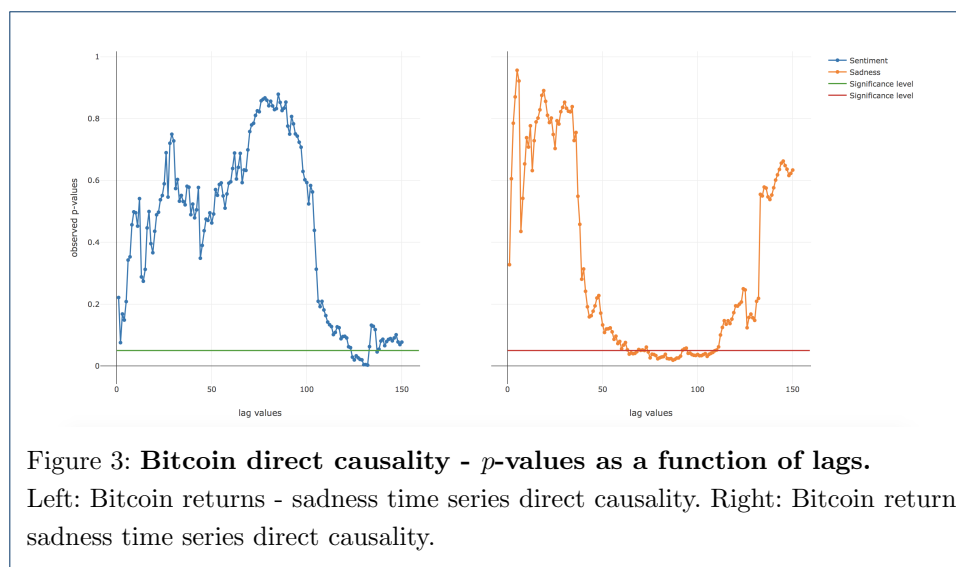 1
0.8
0.6
0.4
0.2
0
observed p-values
0 50 100 150
lag values
0 50 100 150
lag values
Sentiment
Sadness
Significance level
Significance level
Figure 3: Bitcoin direct causality - p-values as a function of lags.
Left: Bitcoin returns - sadness time series direct causality. Right: Bitcoin return
sadness time series direct causality.